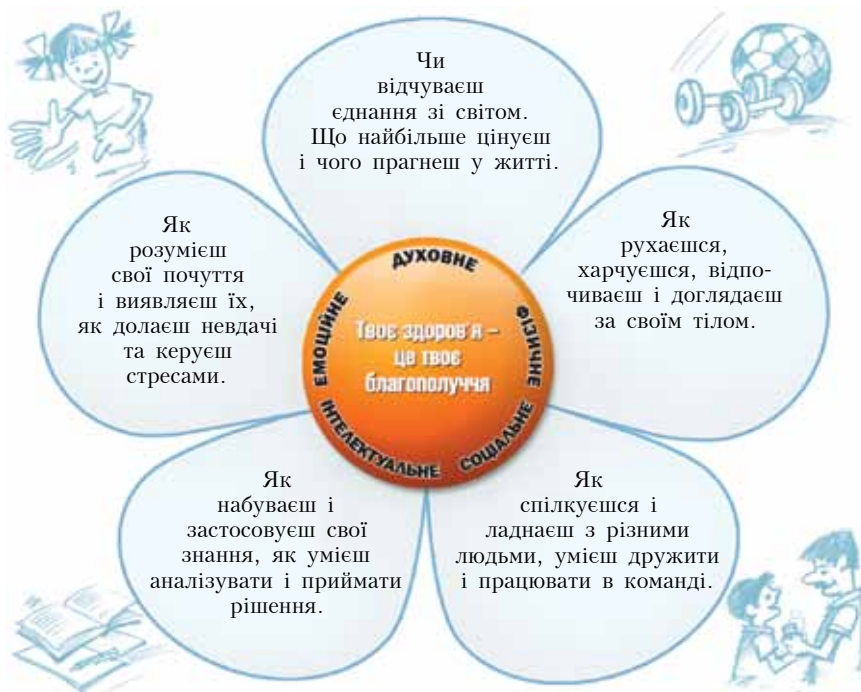 Чи
відчуваєш
єднання зі світом.
Що найбільше цінуєш
і чого прагнеш у житті.
Як
розумієш
свої почуття
і виявляєш їх,
як долаєш невдачі
та керуєш
стресами.
Як
рухаєшся,
харчуєшся, відпо-
чиваєш і доглядаєш
за своїм тілом.
ДУХОВНЕ
ЕМОЦІЙНЕ
ФІЗИЧНЕ
Твоє здоров'я –
це твоє
благополуччя
ІНТЕЛЕКТУАЛЬНЕ
СОЦІАЛЬНЕ
Як
набуваєш і
застосовуєш свої
знання, як умієш
аналізувати і приймати
рішення.
Як
спілкуєшся і
ладнаєш з різними
людьми, умієш дружити
і працювати в команді.